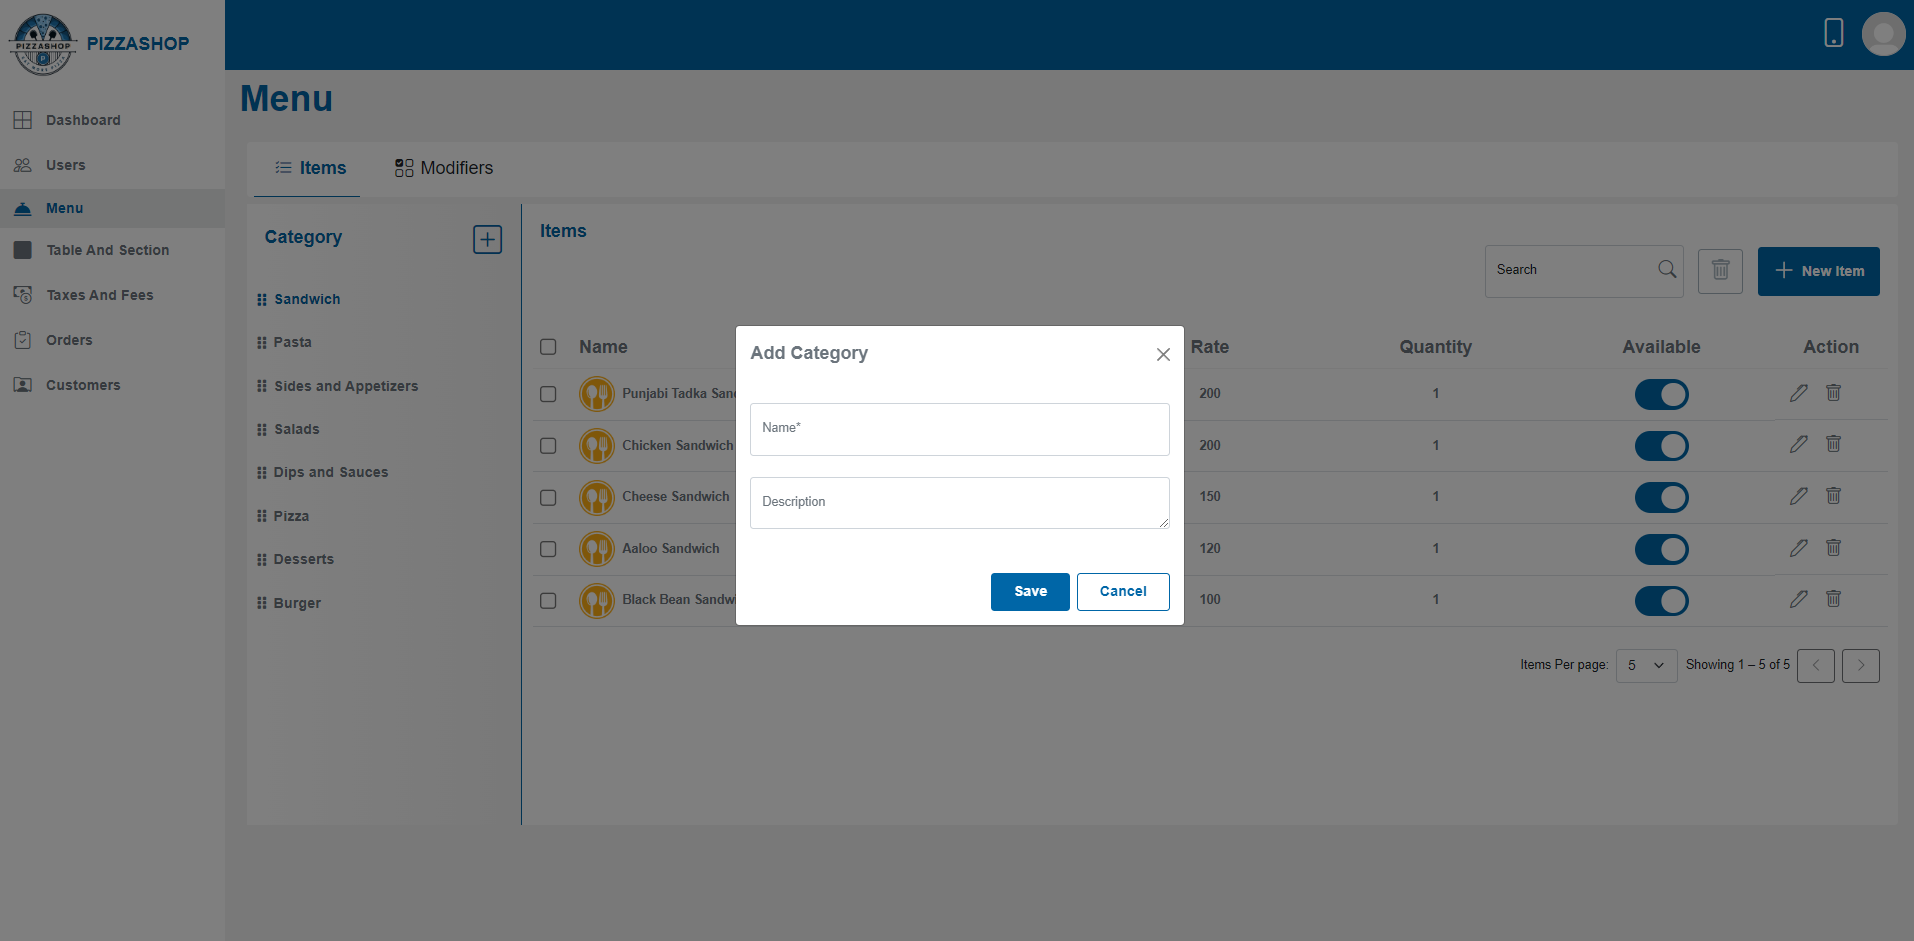 PIZZASHOP
PIZZASHOP
Dashboard
Users
Menu
Table And Section
Taxes And Fees
Orders
Customers
Menu
Items
Modifiers
Category
Sandwich
Pasta
Sides and Appetizers
Salads
Dips and Sauces
Pizza
Desserts
Burger
Items
Search
New Item
Name Rate Quantity Available Action
Punjabi Tadka San 200 1
Chicken Sandwich 200 1
Cheese Sandwich 150 1
Aaloo Sandwich 120 1
Black Bean Sandwi 100 1
Items Per page: 5 Showing 1 – 5 of 5
Add Category
Name*
Description
Save Cancel